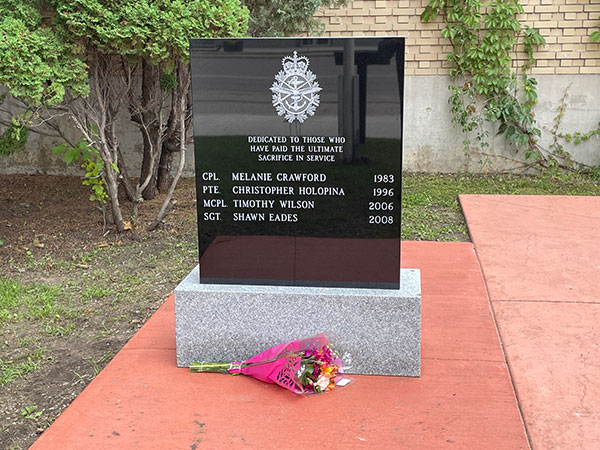 DEDICATED TO THOSE WHO
HAVE PAID THE ULTIMATE
SACRIFICE IN SERVICE
CPL. MELANIE CRAWFORD 1983
PTE. CHRISTOPHER HOLOPINA 1996
MCPL. TIMOTHY WILSON 2006
SGT. SHAWN EADES 2008